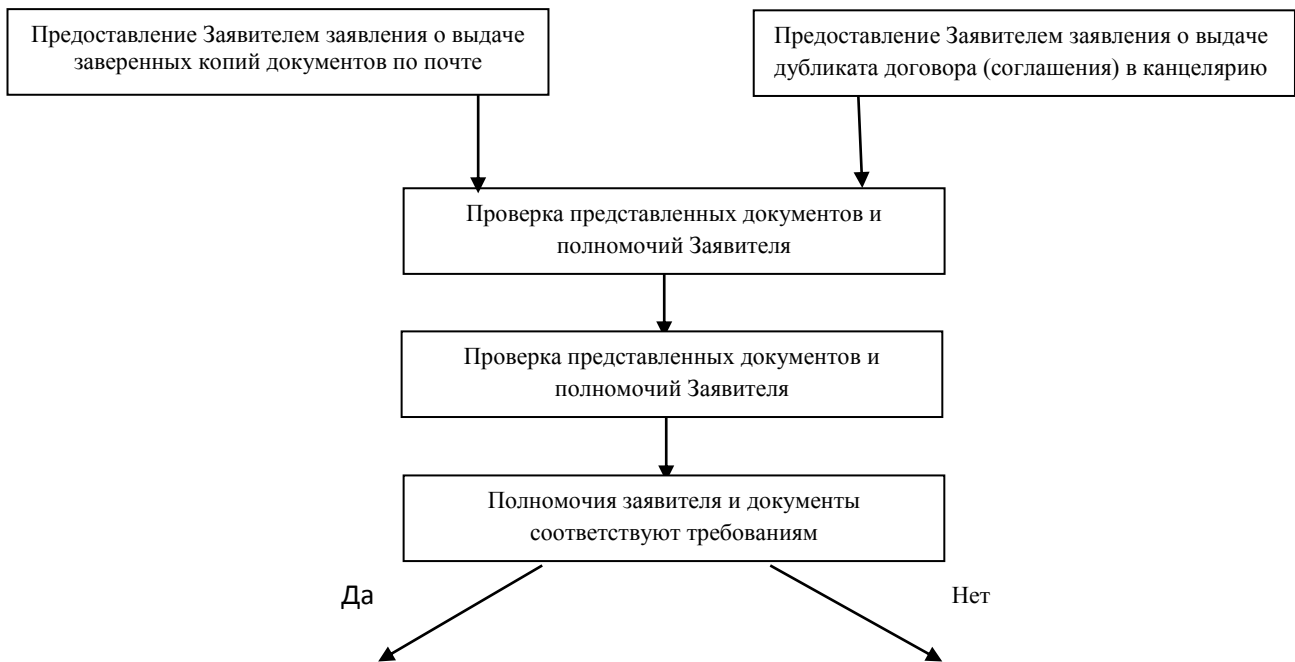 Предоставление Заявителем заявления о выдаче
заверенных копий документов по почте
Предоставление Заявителем заявления о выдаче
дубликата договора (соглашения) в канцелярию
Проверка представленных документов и
полномочий Заявителя
Проверка представленных документов и
полномочий Заявителя
Полномочия заявителя и документы
соответствуют требованиям
Да
Нет